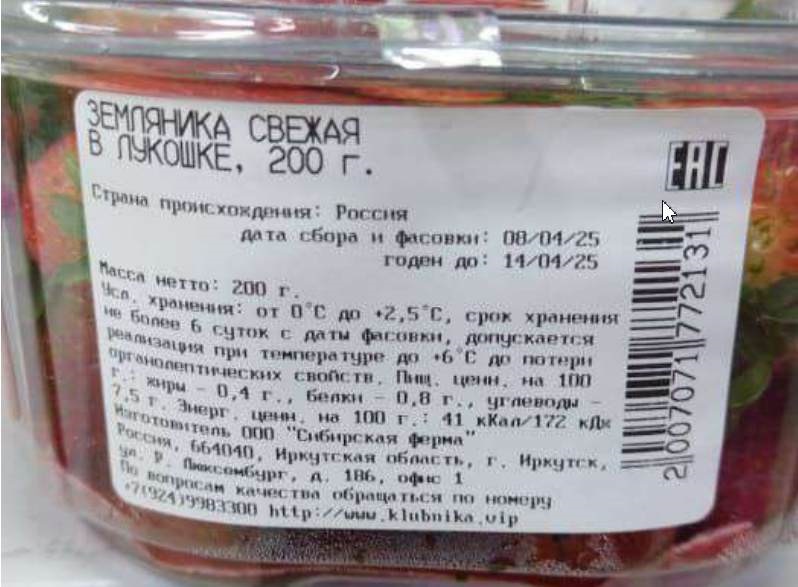 ЗЕМЛЯНИКА СВЕЖАЯ
В ЛУКОШКЕ, 200 г.
EAC
Страна происхождения: Россия
дата сбора и фасовки: 08/04/25
годен до: 14/04/25
Масса нетто: 200 г.
Усл. хранения: от 0°С до +2,5°С, срок хранения
не более 6 суток с даты фасовки, допускается
реализация при температуре до +6°С до потери
органолептических свойств. Пищ. ценн. на 100
г.: жиры - 0,4 г., белки - 0,8 г., углеводы -
7,5 г. Энерг. ценн. на 100 г.: 41 кКал/172 кДж
Изготовитель ООО "Сибирская ферма"
Россия, 664040, Иркутская область, г. Иркутск,
ул. Р. Люксембург, д. 186, офис 1
По вопросам качества обращаться по номеру
+7(924)9983300 http://www.klubnika.vip
2007071772131